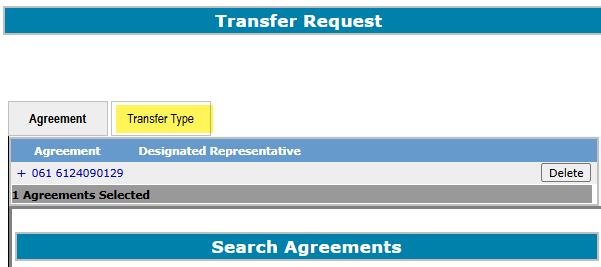 Transfer Request
Agreement Transfer Type
Agreement Designated Representative
+ 061 6124090129 Delete
1 Agreements Selected
Search Agreements